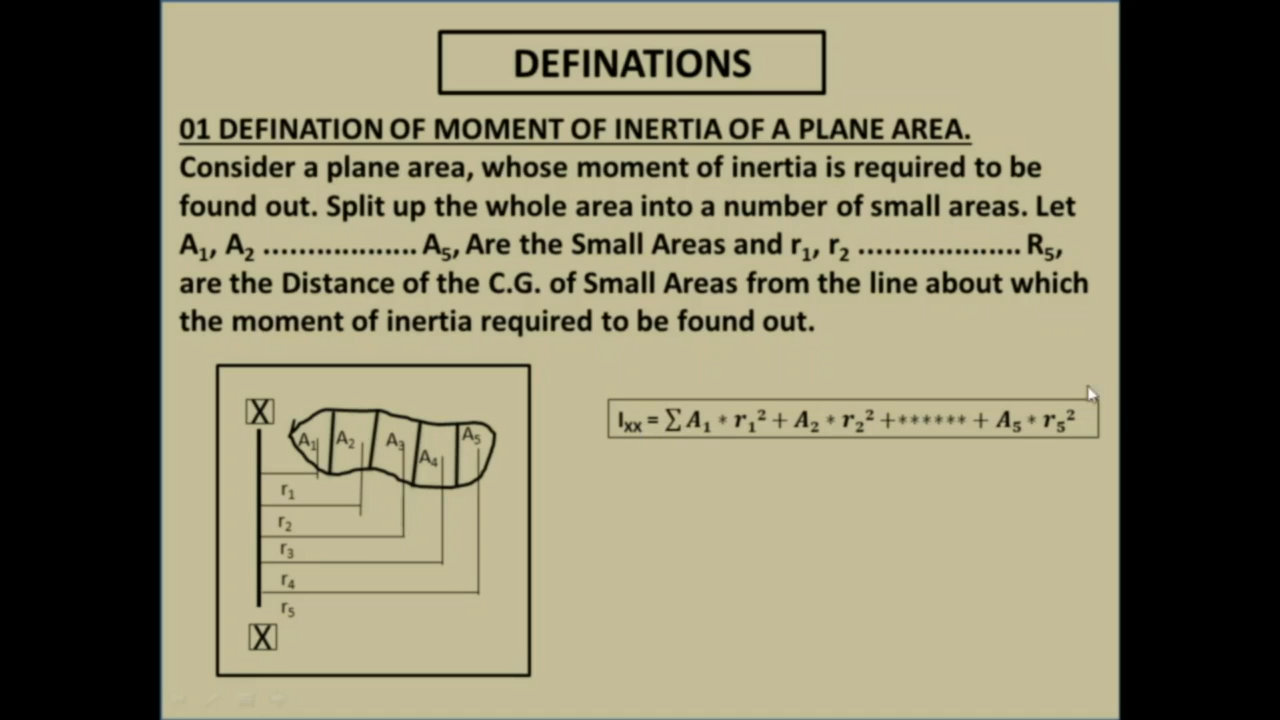 DEFINATIONS
01 DEFINATION OF MOMENT OF INERTIA OF A PLANE AREA.
Consider a plane area, whose moment of inertia is required to be
found out. Split up the whole area into a number of small areas. Let
A₁, A₂ .................. A₅, Are the Small Areas and r₁, r₂ ................... R₅,
are the Distance of the C.G. of Small Areas from the line about which
the moment of inertia required to be found out.
X
A₁ A₂ A₃ A₄ A₅
r₁
r₂
r₃
r₄
r₅
X
Iₓₓ = ∑ A₁ * r₁² + A₂ * r₂² +****** + A₅ * r₅²